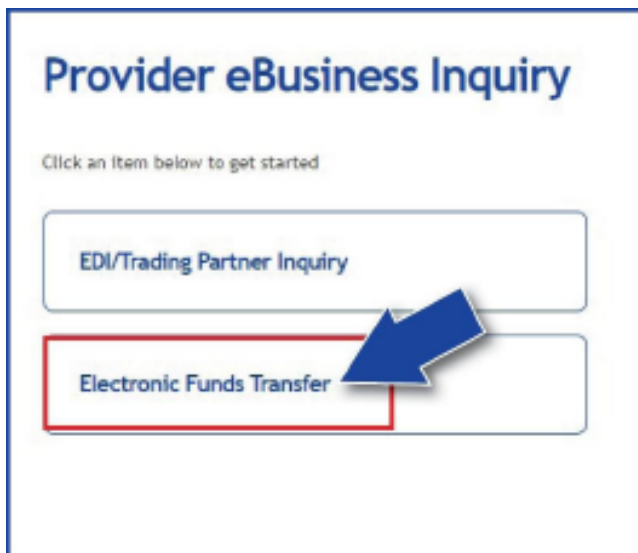 Provider eBusiness Inquiry
Click an item below to get started
EDI/Trading Partner Inquiry
Electronic Funds Transfer